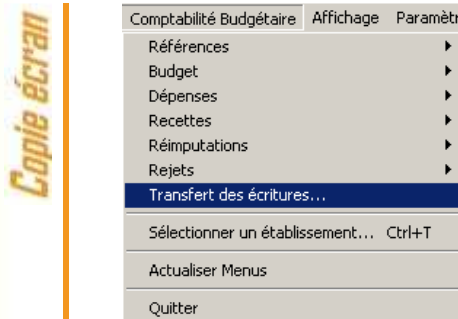 Copie écran
Comptabilité Budgétaire Affichage Paramètr
Références
Budget
Dépenses
Recettes
Réimputations
Rejets
Transfert des écritures...
Sélectionner un établissement... Ctrl+T
Actualiser Menus
Quitter